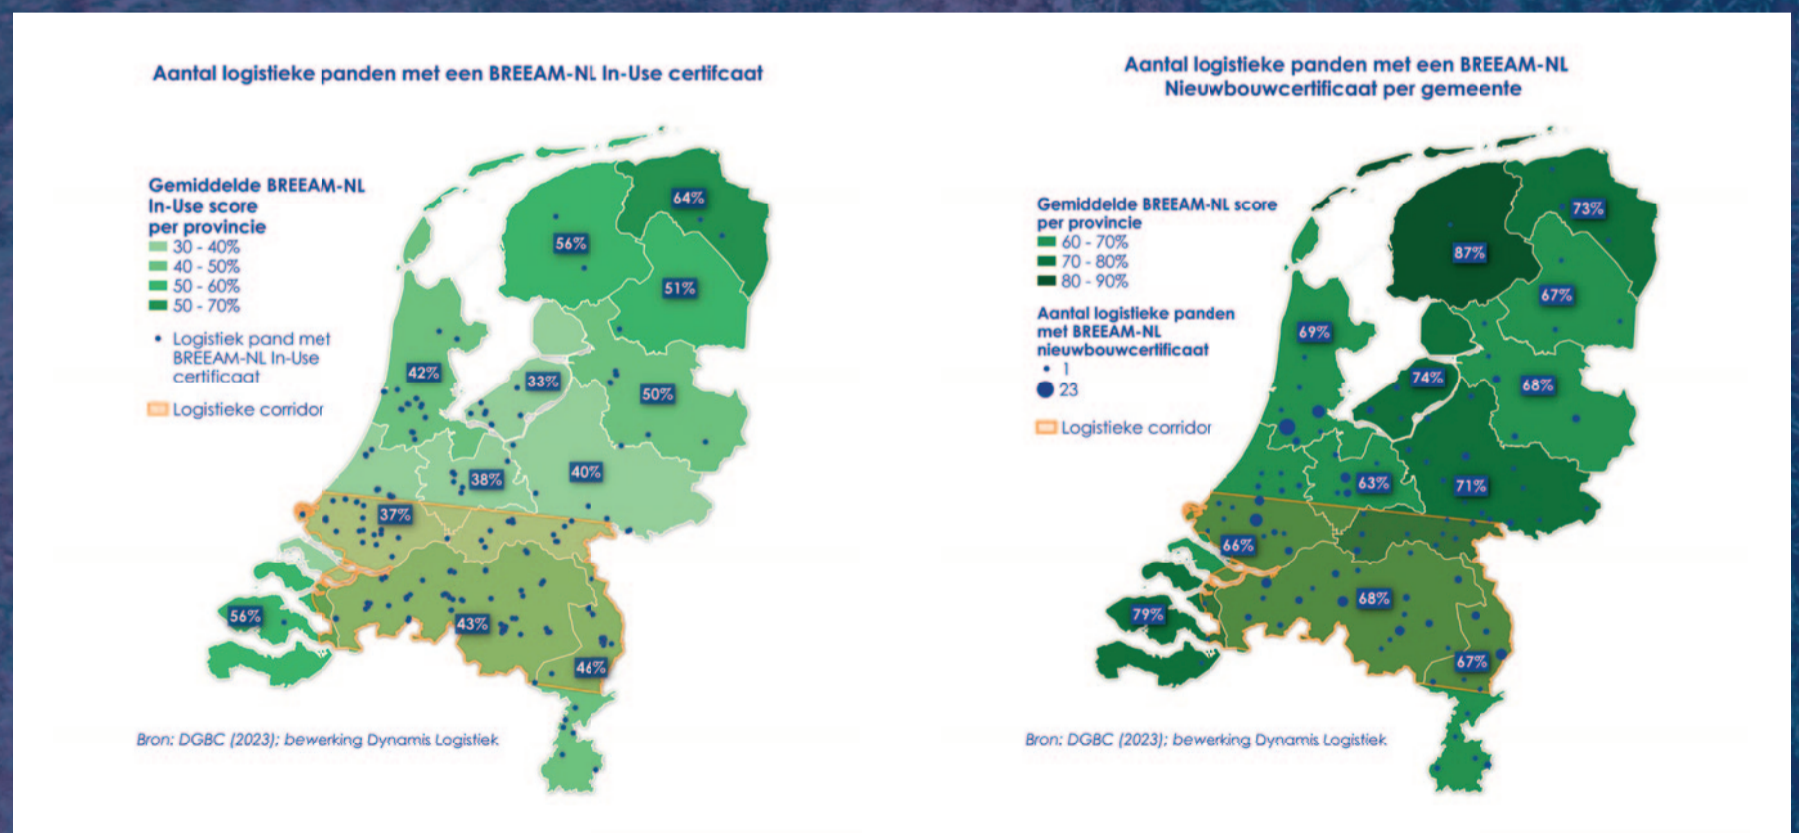 Aantal logistieke panden met een BREEAM-NL In-Use certifcaat
Gemiddelde BREEAM-NL
In-Use score
per provincie
30 - 40%
40 - 50%
50 - 60%
50 - 70%
Logistiek pand met
BREEAM-NL In-Use
certificaat
Logistieke corridor
64%
56%
51%
42%
33%
50%
38%
40%
37%
56%
43%
46%
Bron: DGBC (2023); bewerking Dynamis Logistiek
Aantal logistieke panden met een BREEAM-NL
Nieuwbouwcertificaat per gemeente
Gemiddelde BREEAM-NL score
per provincie
60 - 70%
70 - 80%
80 - 90%
Aantal logistieke panden
met BREEAM-NL
nieuwbouwcertificaat
1
23
Logistieke corridor
73%
87%
67%
69%
74%
68%
63%
71%
66%
79%
68%
67%
Bron: DGBC (2023); bewerking Dynamis Logistiek